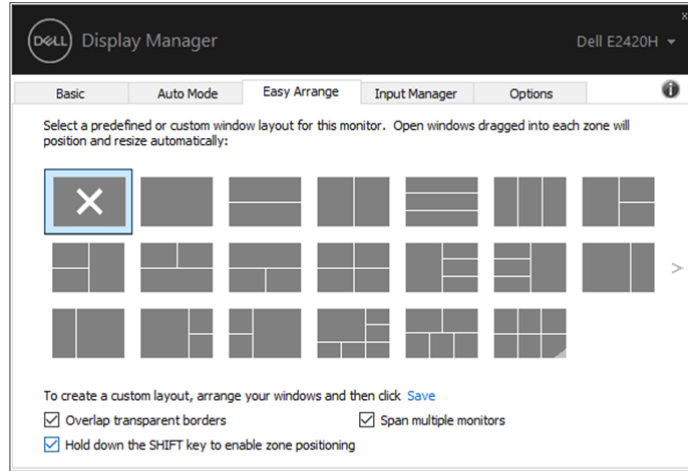 x
DELL Display Manager
Dell E2420H
Basic Auto Mode Easy Arrange Input Manager Options
Select a predefined or custom window layout for this monitor. Open windows dragged into each zone will
position and resize automatically:
To create a custom layout, arrange your windows and then click Save
Overlap transparent borders Span multiple monitors
Hold down the SHIFT key to enable zone positioning